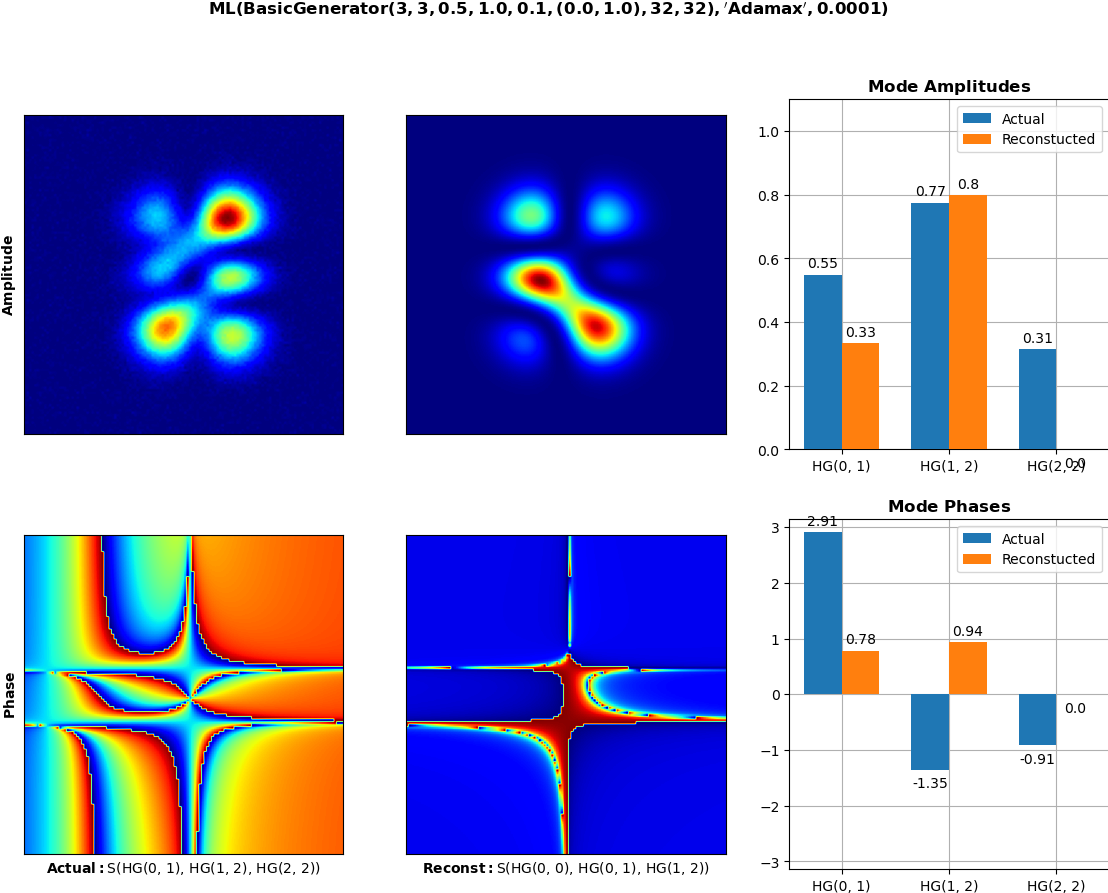 ML(BasicGenerator(3, 3, 0.5, 1.0, 0.1, (0.0, 1.0), 32, 32), ′Adamax′, 0.0001)
Mode Amplitudes
Actual
Reconstucted
1.0
0.8
0.6
0.4
0.2
0.0
0.55
0.33
0.77
0.8
0.31
0.0
HG(0, 1)
HG(1, 2)
HG(2, 2)
Amplitude
Mode Phases
Actual
Reconstucted
3
2
1
0
−1
−2
−3
2.91
0.78
-1.35
0.94
-0.91
0.0
HG(0, 1)
HG(1, 2)
HG(2, 2)
Phase
Actual: S(HG(0, 1), HG(1, 2), HG(2, 2))
Reconst: S(HG(0, 0), HG(0, 1), HG(1, 2))